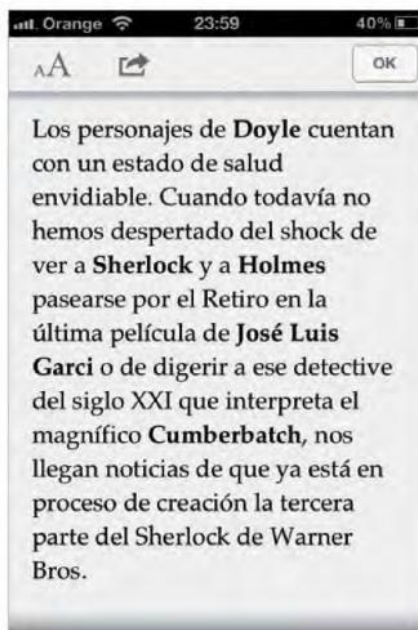 Orange 23:59 40%
AA OK
Los personajes de Doyle cuentan
con un estado de salud
envidiable. Cuando todavía no
hemos despertado del shock de
ver a Sherlock y a Holmes
pasearse por el Retiro en la
última película de José Luis
Garci o de digerir a ese detective
del siglo XXI que interpreta el
magnífico Cumberbatch, nos
llegan noticias de que ya está en
proceso de creación la tercera
parte del Sherlock de Warner
Bros.